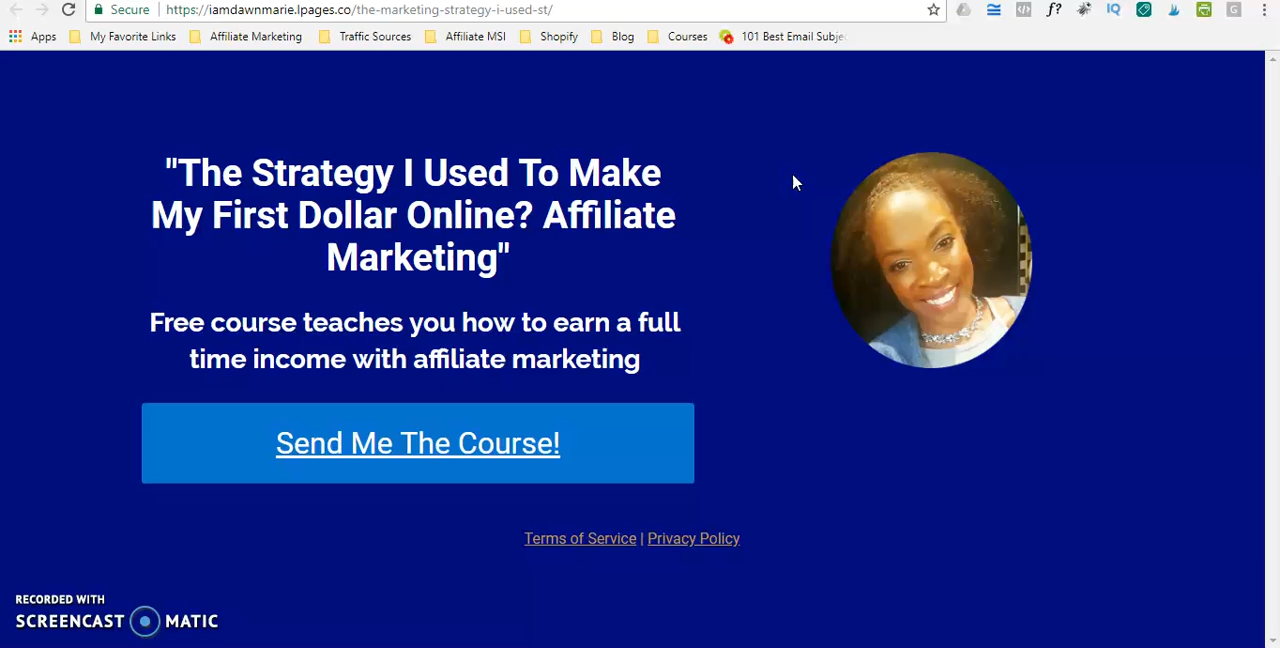 Secure
https://iamdawnmarie.lpages.co/the-marketing-strategy-i-used-st/
f?
IQ
G
Apps
My Favorite Links
Affiliate Marketing
Traffic Sources
Affiliate MSI
Shopify
Blog
Courses
101 Best Email Subje
"The Strategy I Used To Make
My First Dollar Online? Affiliate
Marketing"
Free course teaches you how to earn a full
time income with affiliate marketing
Send Me The Course!
Terms of Service | Privacy Policy
RECORDED WITH
SCREENCAST MATIC